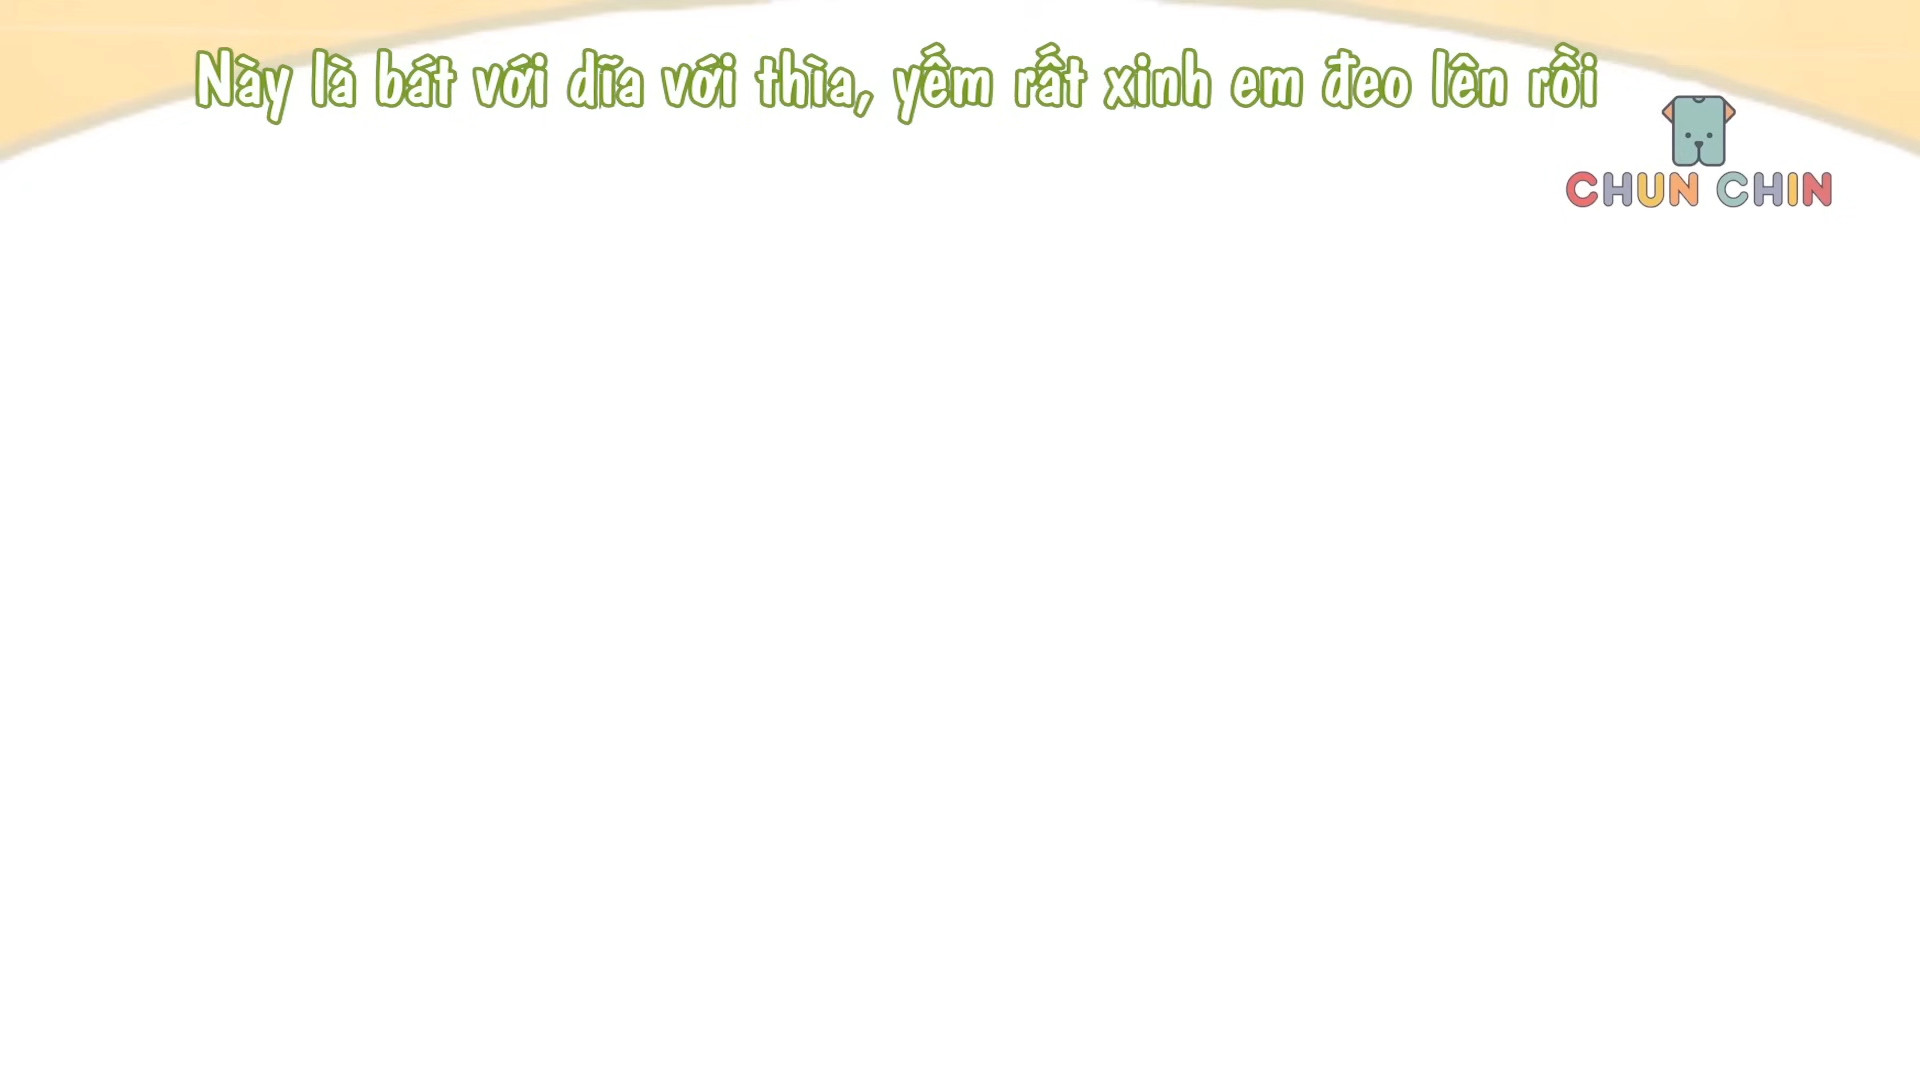 Này là bát với dĩa với thìa, yếm rất xinh em đeo lên rồi
CHUN CHIN